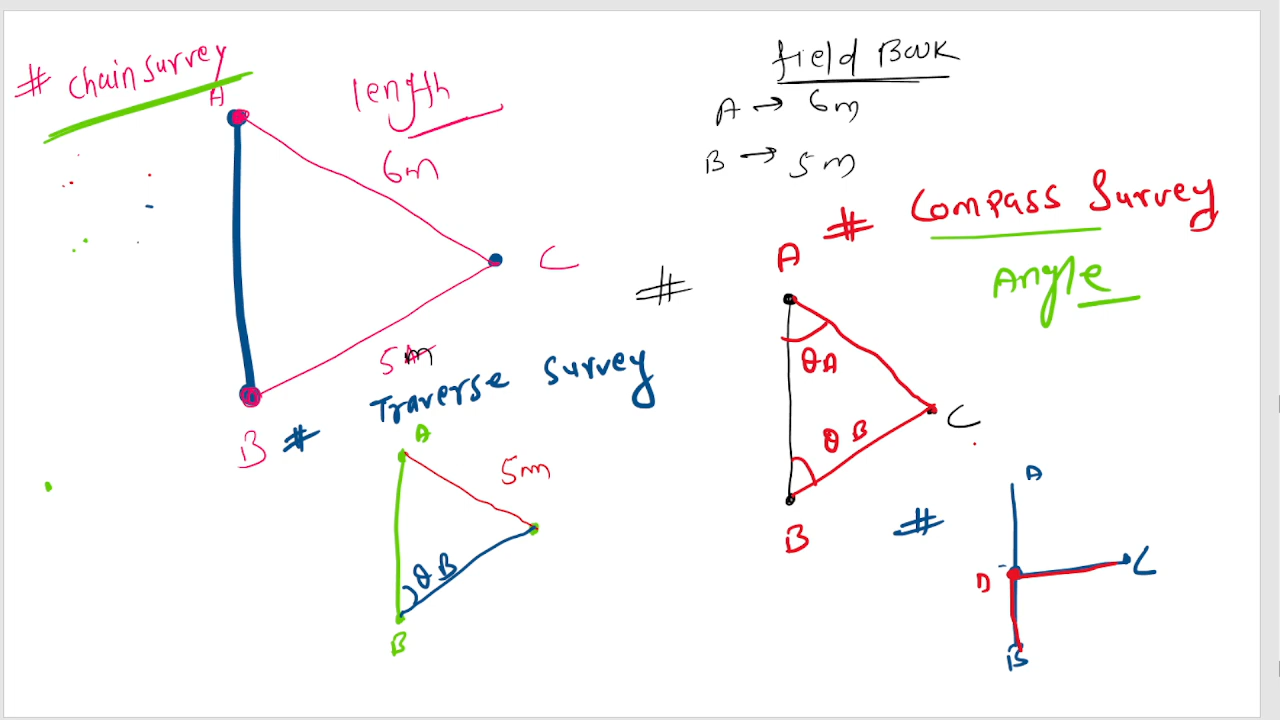 # chain survey
A
length
6m
C
5m
B
field Book
A → 6m
B → 5m
# Compass Survey
Angle
#
A
θA
θB
C
B
# Traverse Survey
A
5m
θB
B
#
A
D
C
B